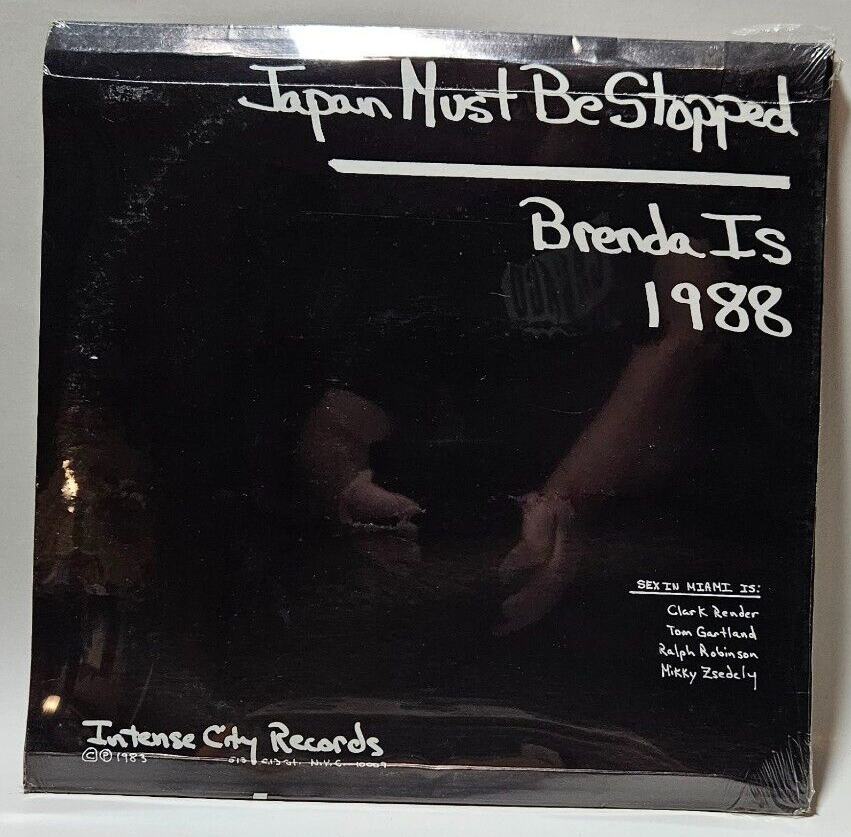 Japan Must Be Stopped
Brenda Is
1988
SEX IN MIAMI IS:
Clark Render
Tom Gartland
Ralph Robinson
Mikky Zsedely
Intense City Records
©℗1983 N.Y.C. 10009